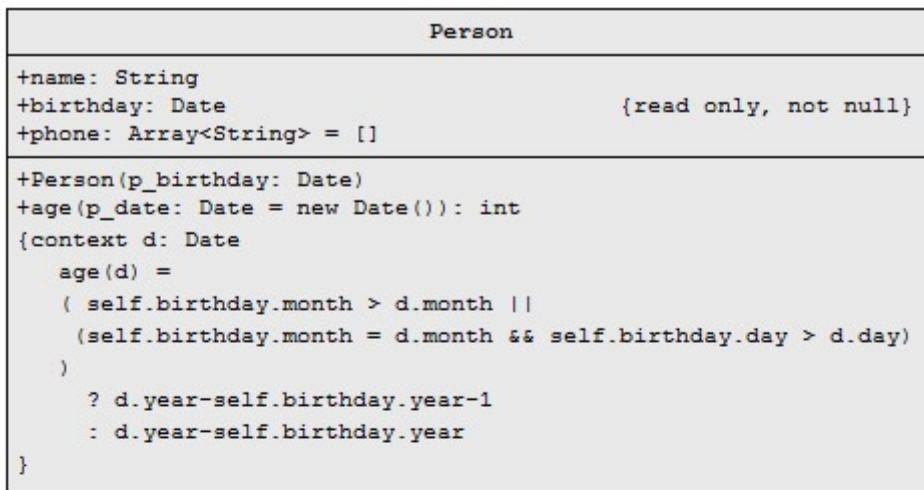 Person
+name: String
+birthday: Date {read only, not null}
+phone: Array<String> = []
+Person(p_birthday: Date)
+age(p_date: Date = new Date()): int
{context d: Date
age(d) =
( self.birthday.month > d.month ||
(self.birthday.month = d.month && self.birthday.day > d.day)
)
? d.year-self.birthday.year-1
: d.year-self.birthday.year
}